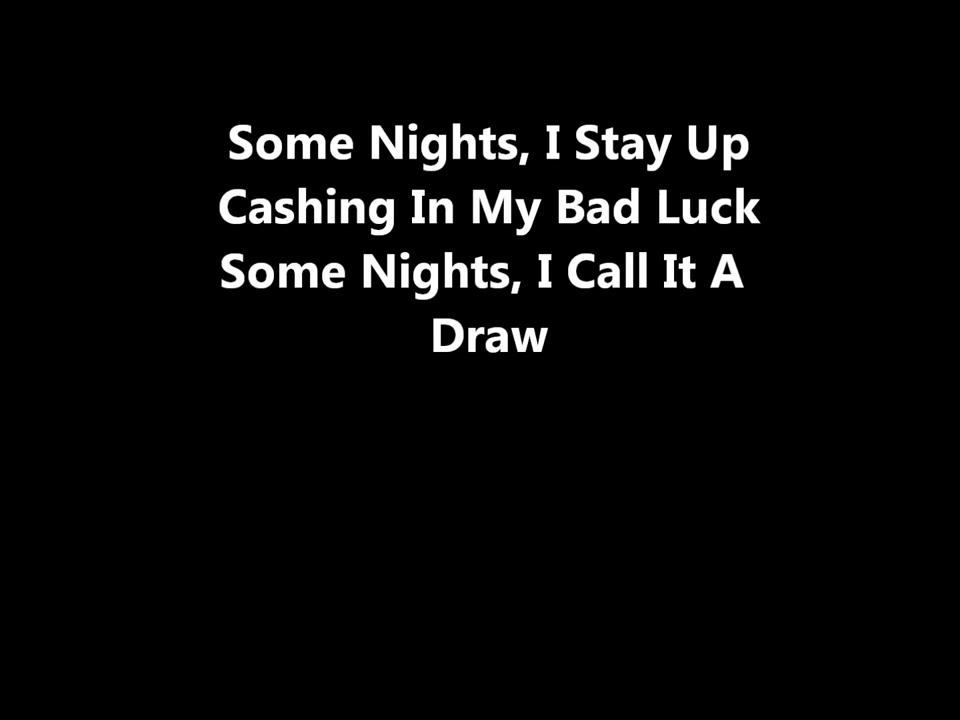 Some Nights, I Stay Up
Cashing In My Bad Luck
Some Nights, I Call It A
Draw